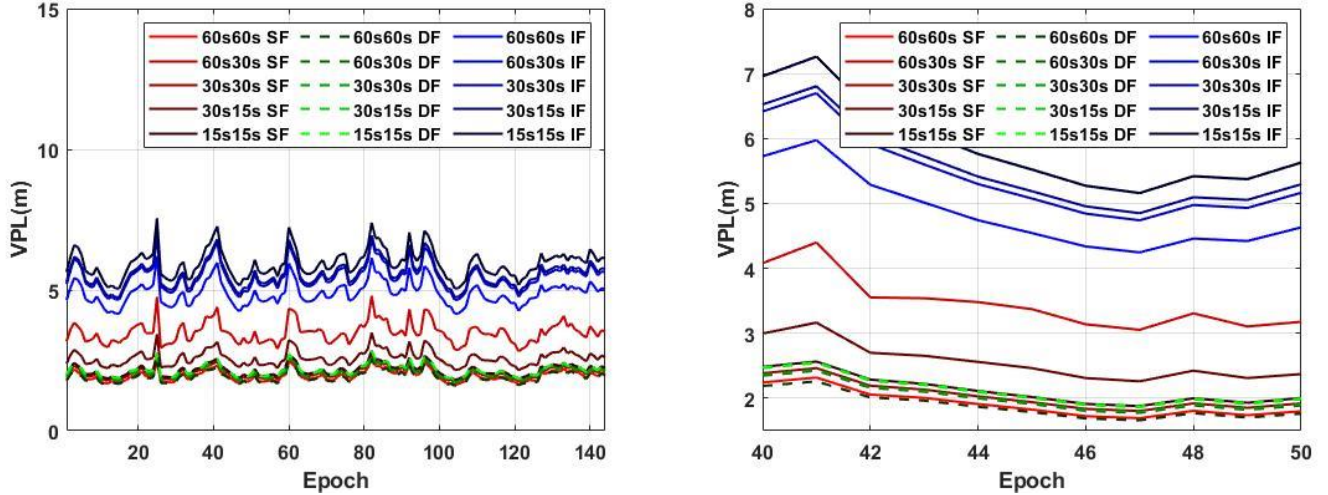 15
60s60s SF 60s60s DF 60s60s IF
60s30s SF 60s30s DF 60s30s IF
30s30s SF 30s30s DF 30s30s IF
30s15s SF 30s15s DF 30s15s IF
15s15s SF 15s15s DF 15s15s IF
10
5
0
VPL(m)
20 40 60 80 100 120 140
Epoch
8
60s60s SF 60s60s DF 60s60s IF
60s30s SF 60s30s DF 60s30s IF
30s30s SF 30s30s DF 30s30s IF
30s15s SF 30s15s DF 30s15s IF
15s15s SF 15s15s DF 15s15s IF
7
6
5
4
3
2
VPL(m)
40 42 44 46 48 50
Epoch